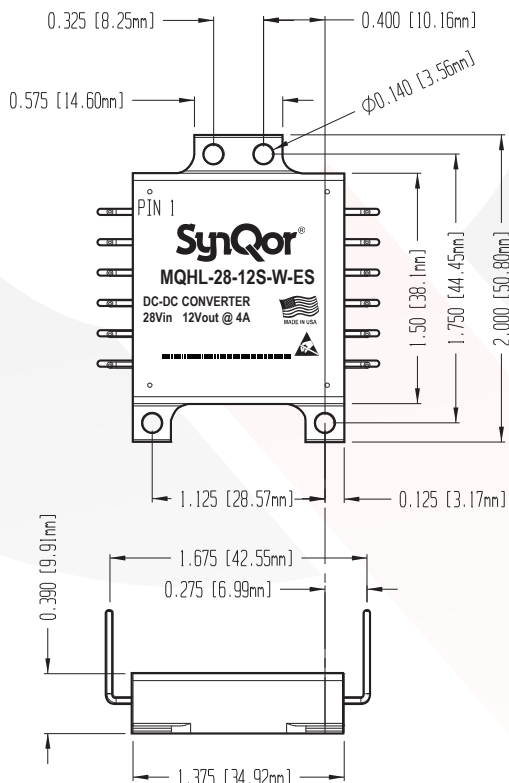 0.325 [8.25mm]
0.400 [10.16mm]
0.575 [14.60mm]
Ø0.140 [3.56mm]
PIN 1
SynQor®
MQHL-28-12S-W-ES
DC-DC CONVERTER
28Vin 12Vout @ 4A
MADE IN USA
1.50 [38.1mm]
1.750 [44.45mm]
2.000 [50.80mm]
1.125 [28.57mm]
0.125 [3.17mm]
1.675 [42.55mm]
0.275 [6.99mm]
0.390 [9.91mm]
1.375 [34.92mm]